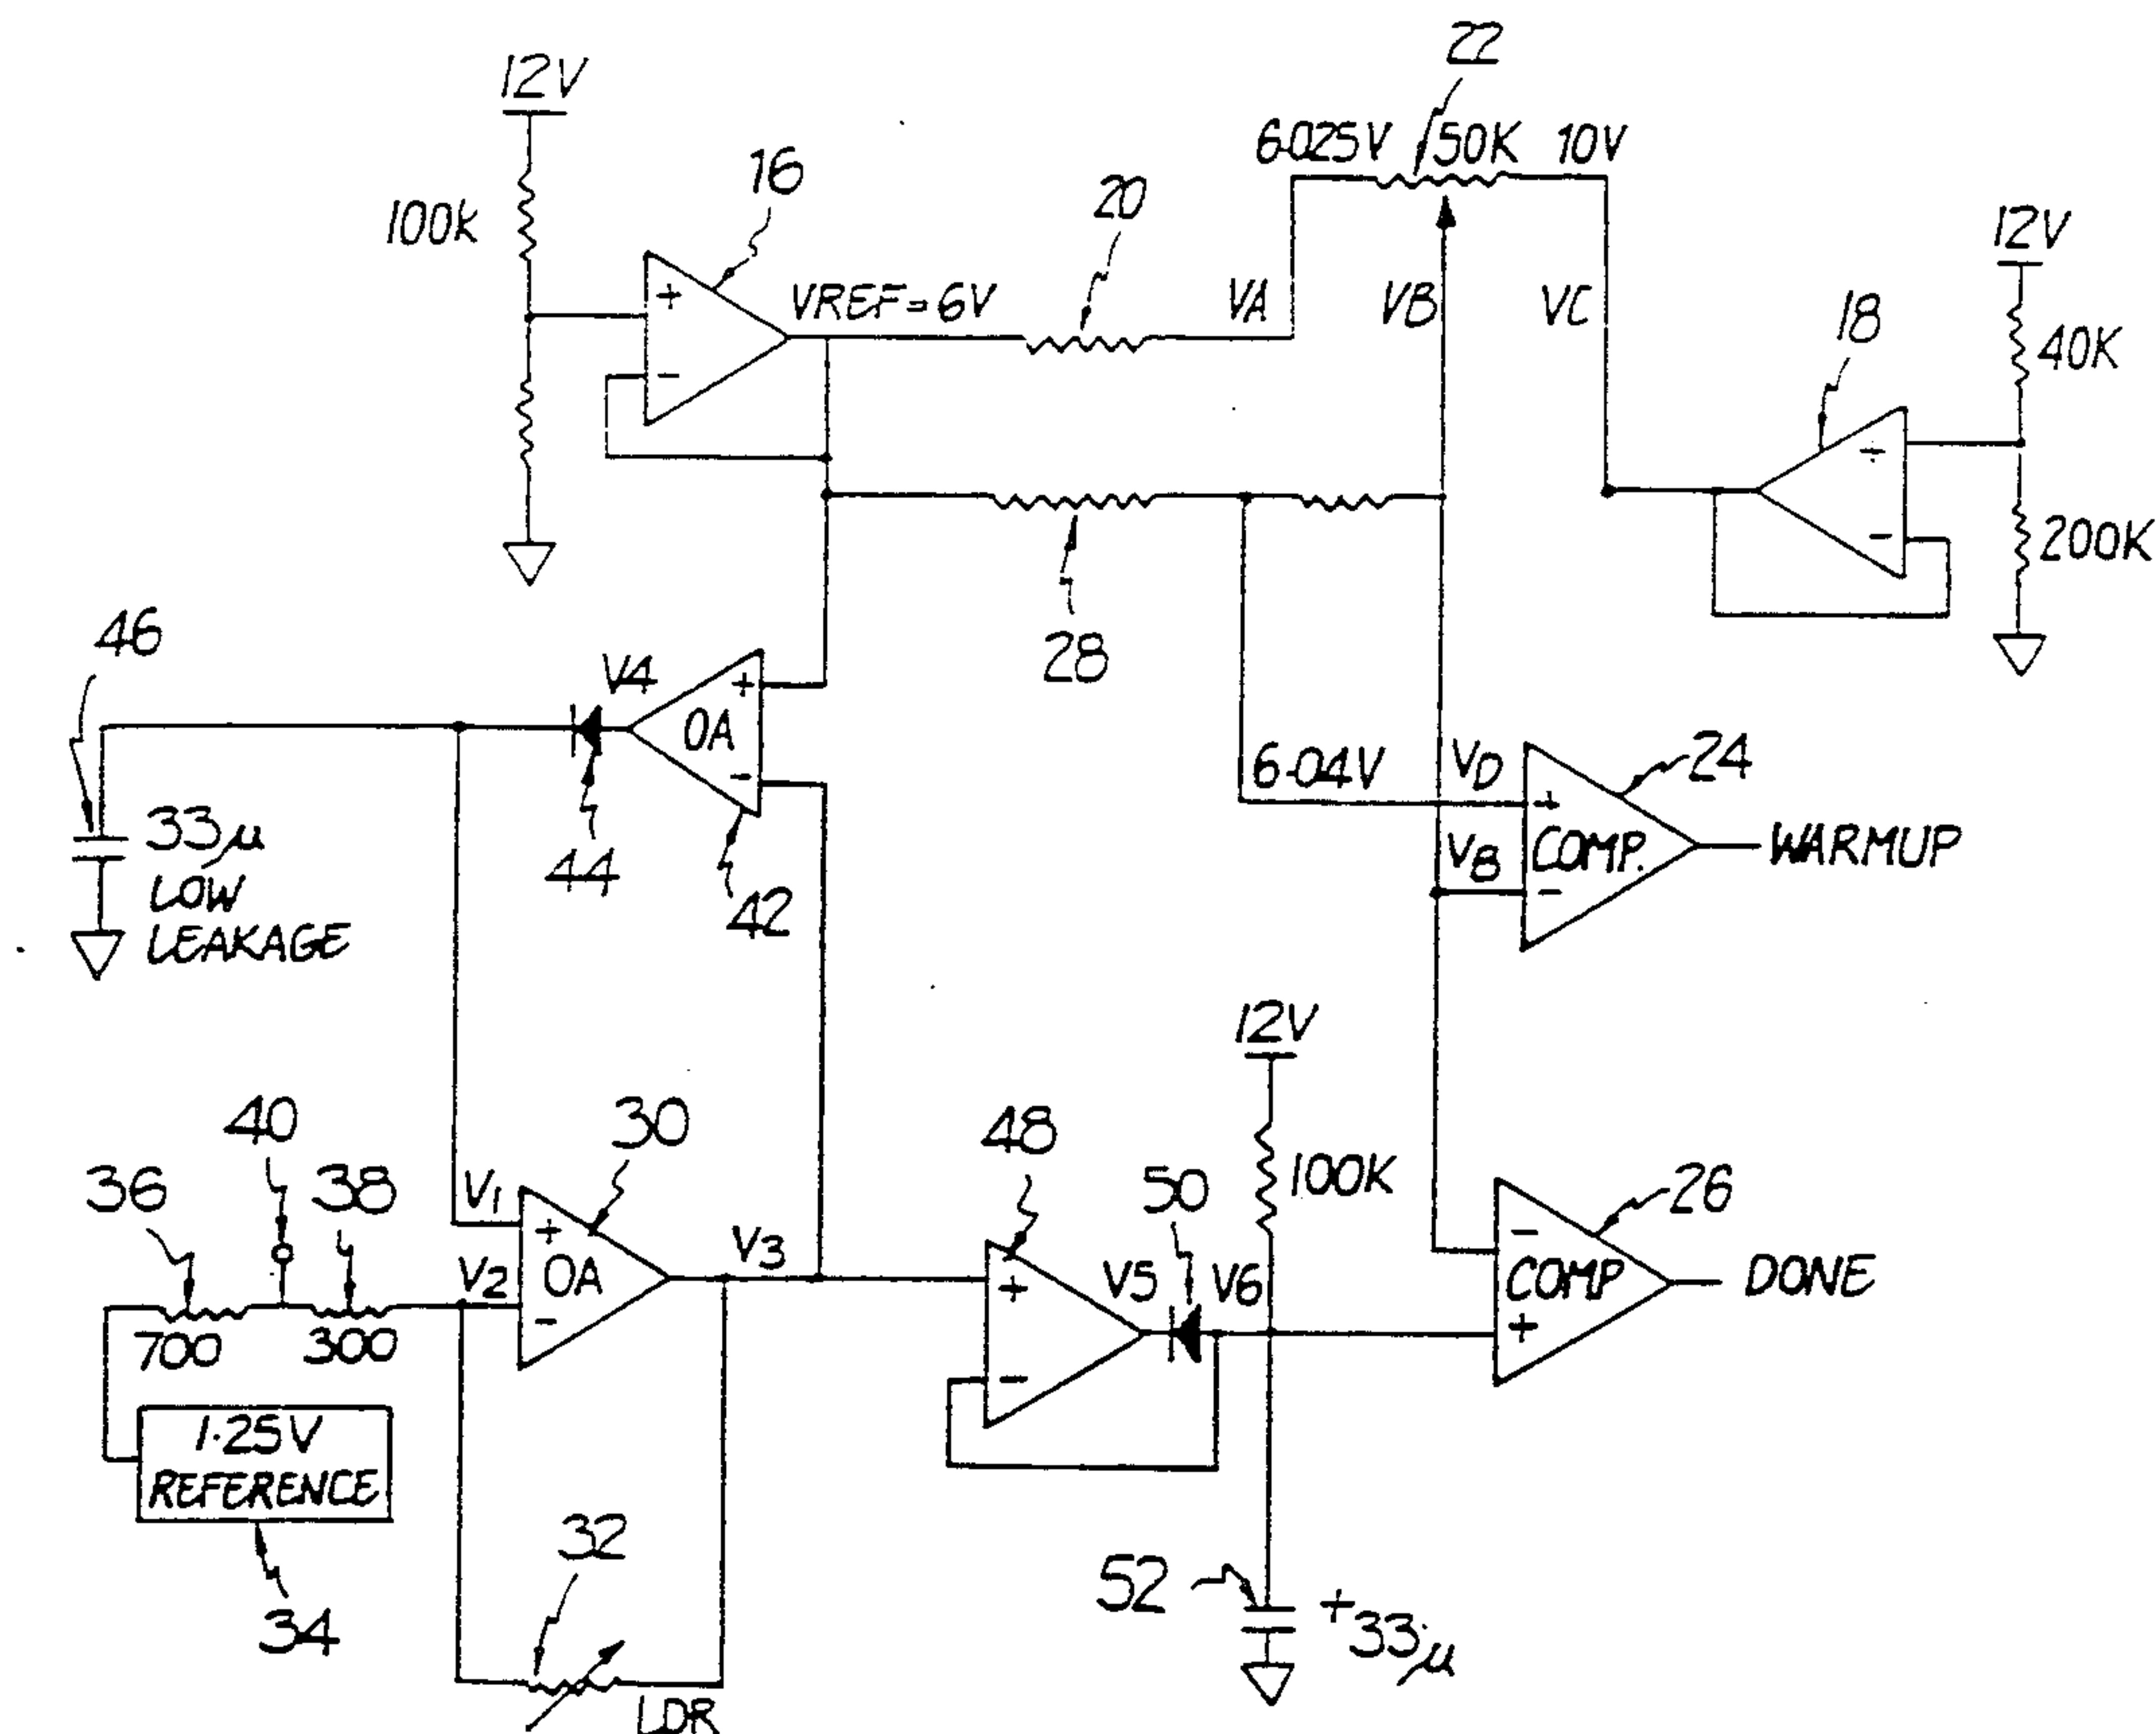 22
12V
6.025V 50K 10V
16
20
12V
100K
VREF=6V
VA
VB
VC
18
40K
+
-
+
-
200K
28
46
V4
+
OA
-
6.04V
VD
24
+
COMP.
-
WARMUP
VB
33µ
LOW
LEAKAGE
44
42
12V
40
30
48
36
38
V1
50
100K
26
+
V3
-
V2
OA
+
V5
V6
COMP
DONE
-
700
300
-
+
1.25V
REFERENCE
32
52
+33µ
34
LDR